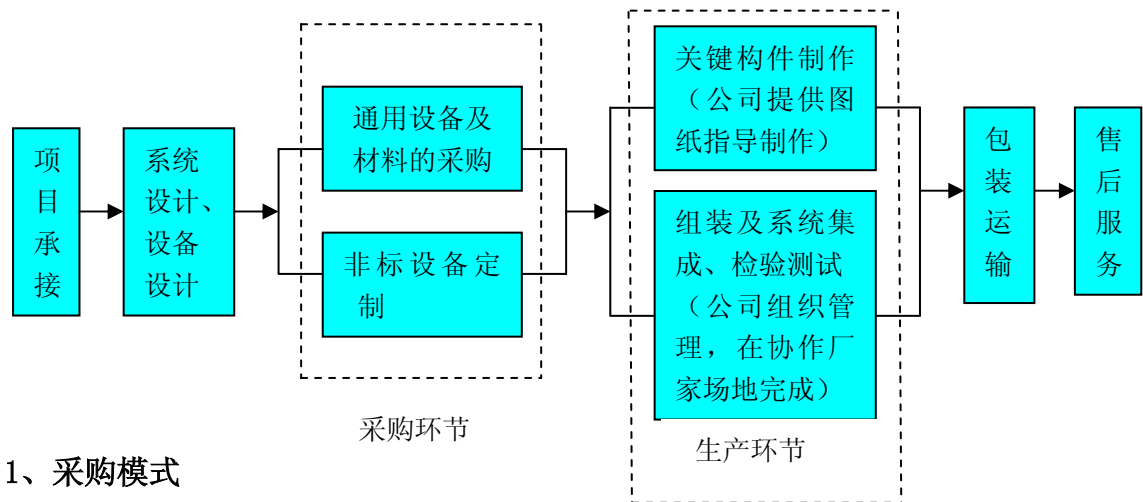 项
目
承
接
系统
设计、
设备
设计
通用设备及
材料的采购
非标设备定
制
采购环节
关键构件制作
（公司提供图
纸指导制作）
组装及系统集
成、检验测试
（公司组织管
理，在协作厂
家场地完成）
生产环节
包
装
运
输
售
后
服
务
1、采购模式